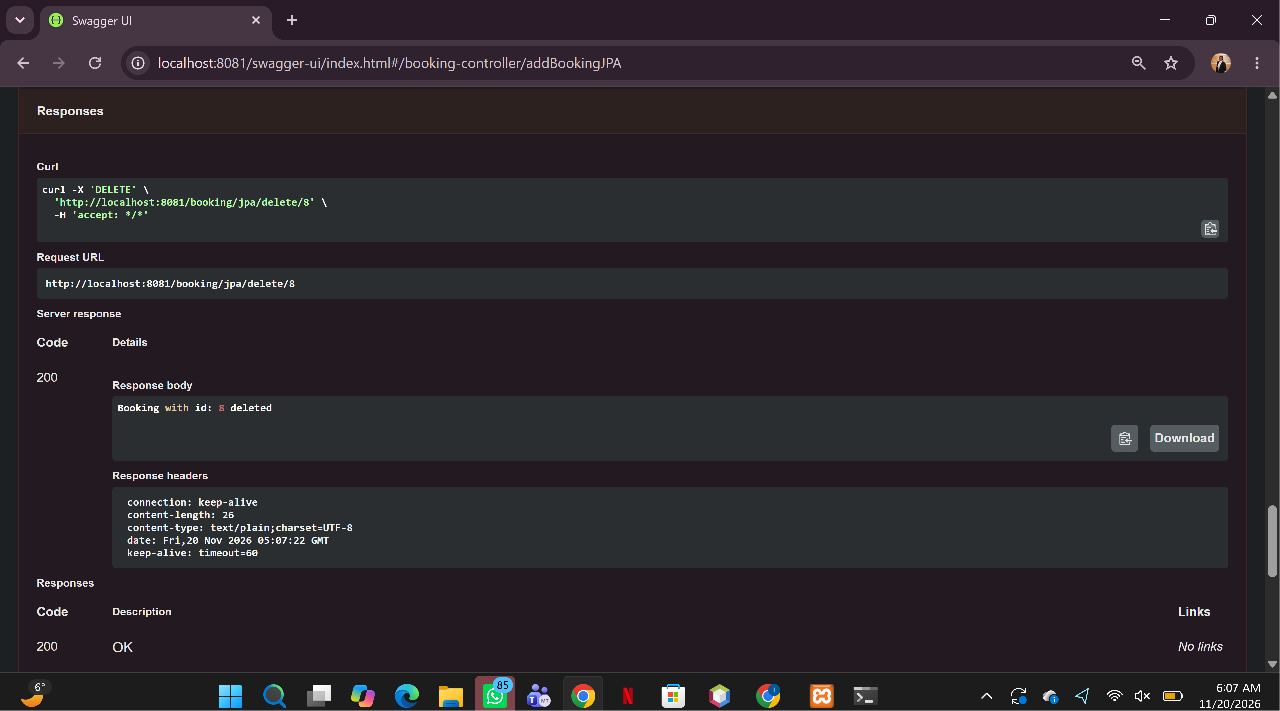 Swagger UI
localhost:8081/swagger-ui/index.html#/booking-controller/addBookingJPA
Responses
Curl
curl -X 'DELETE' \
'http://localhost:8081/booking/jpa/delete/8' \
-H 'accept: */*'
Request URL
http://localhost:8081/booking/jpa/delete/8
Server response
Code Details
200
Response body
Booking with id: 8 deleted
Download
Response headers
connection: keep-alive
content-length: 26
content-type: text/plain;charset=UTF-8
date: Fri,20 Nov 2026 05:07:22 GMT
keep-alive: timeout=60
Responses
Code Description Links
200 OK No links
6°
85
6:07 AM
11/20/2026